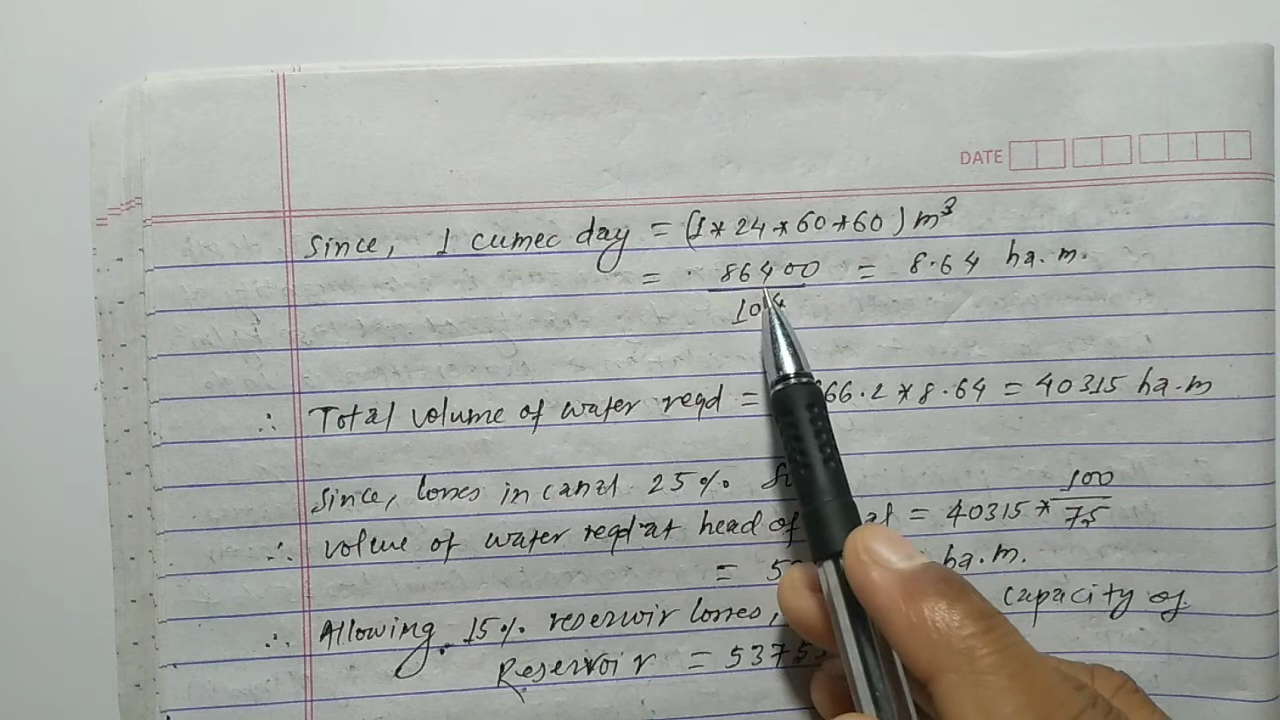 DATE
Since, 1 cumec day = (1*24*60*60) m³
= 86400/10⁴ = 8.64 ha.m.
∴ Total volume of water reqd = 66.2*8.64 = 40315 ha.m
Since, losses in canal 25%.
∴ volume of water reqd at head of = 40315 * 100/75
= ha.m.
∴ Allowing 15% reservoir losses, capacity of
Reservoir = 5375